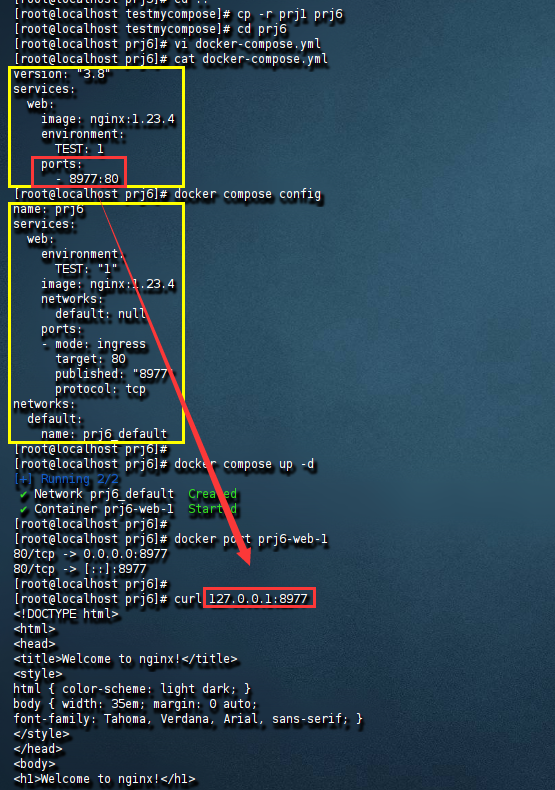 [root@localhost prj5]# cd ..
[root@localhost testmycompose]# cp -r prj1 prj6
[root@localhost testmycompose]# cd prj6
[root@localhost prj6]# vi docker-compose.yml
[root@localhost prj6]# cat docker-compose.yml
version: "3.8"
services:
  web:
    image: nginx:1.23.4
    environment:
      TEST: 1
    ports:
      - 8977:80
[root@localhost prj6]# docker compose config
name: prj6
services:
  web:
    environment:
      TEST: "1"
    image: nginx:1.23.4
    networks:
      default: null
    ports:
    - mode: ingress
      target: 80
      published: "8977"
      protocol: tcp
networks:
  default:
    name: prj6_default
[root@localhost prj6]#
[root@localhost prj6]# docker compose up -d
[+] Running 2/2
 ✔ Network prj6_default  Created
 ✔ Container prj6-web-1  Started
[root@localhost prj6]#
[root@localhost prj6]# docker port prj6-web-1
80/tcp -> 0.0.0.0:8977
80/tcp -> [::]:8977
[root@localhost prj6]#
[root@localhost prj6]# curl 127.0.0.1:8977
<!DOCTYPE html>
<html>
<head>
<title>Welcome to nginx!</title>
<style>
html { color-scheme: light dark; }
body { width: 35em; margin: 0 auto;
font-family: Tahoma, Verdana, Arial, sans-serif; }
</style>
</head>
<body>
<h1>Welcome to nginx!</h1>